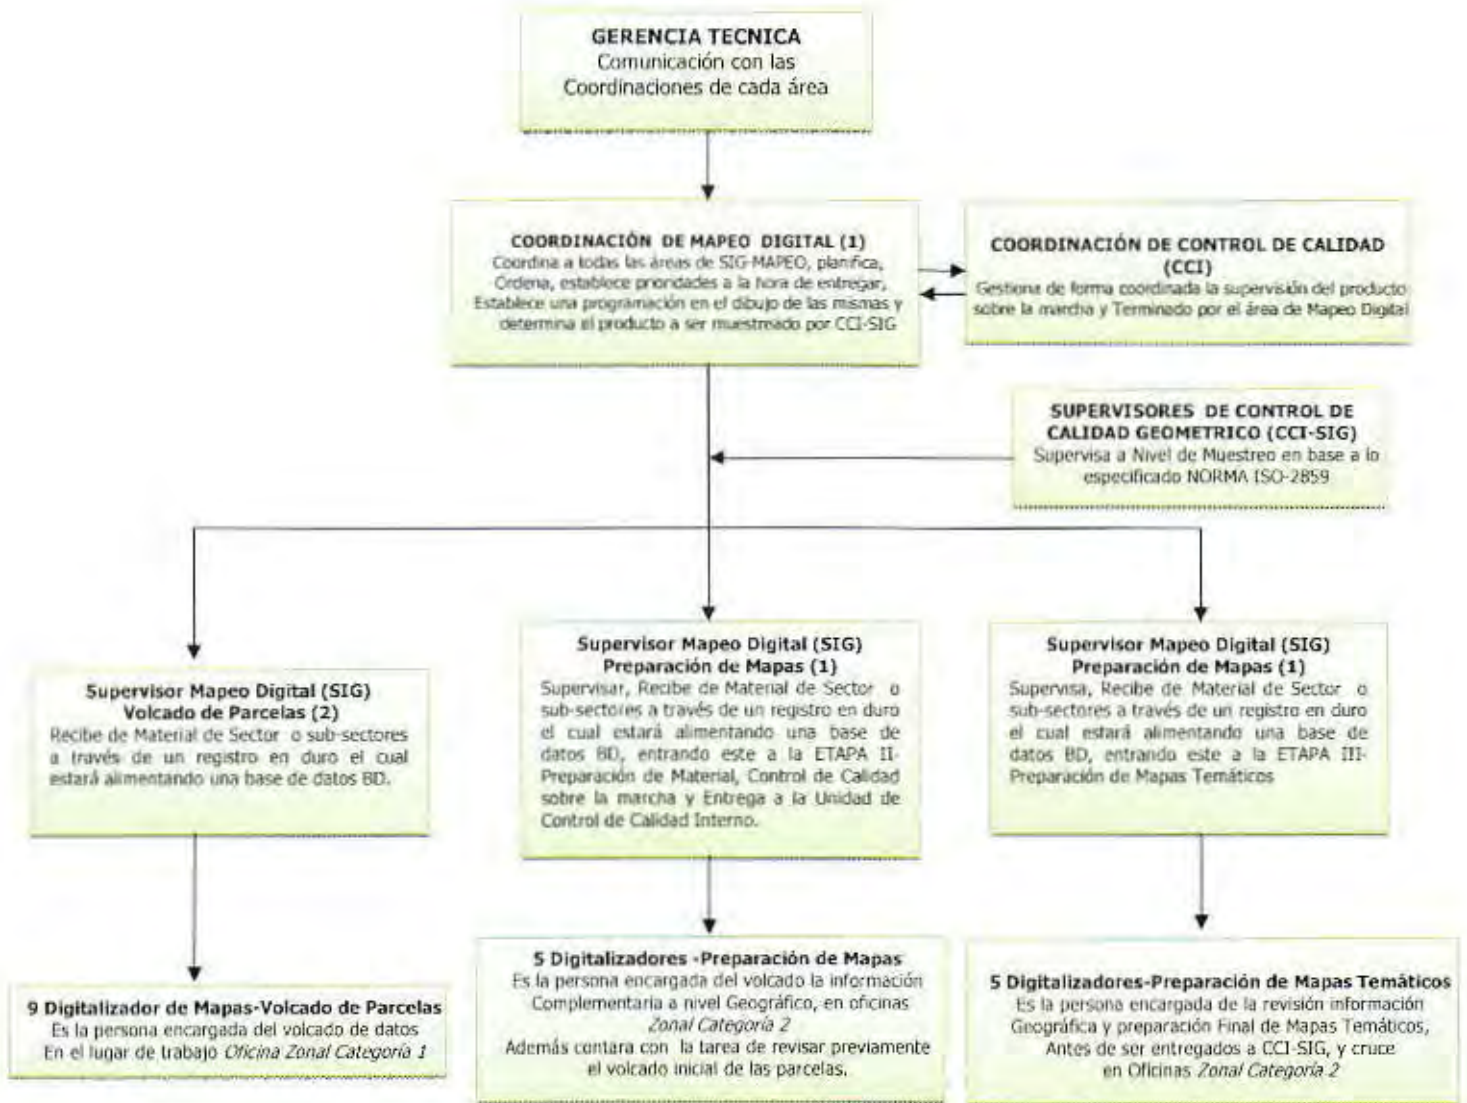 GERENCIA TECNICA
Comunicación con las
Coordinaciones de cada área
COORDINACIÓN DE MAPEO DIGITAL (1)
Coordina a todas las áreas de SIG-MAPEO, planifica,
Ordena, establece prioridades a la hora de entregar,
Establece una programación en el dibujo de las mismas y
determina el producto a ser muestreado por CCI-SIG
COORDINACIÓN DE CONTROL DE CALIDAD
(CCI)
Gestiona de forma coordinada la supervisión del producto
sobre la marcha y Terminado por el área de Mapeo Digital
SUPERVISORES DE CONTROL DE
CALIDAD GEOMETRICO (CCI-SIG)
Supervisa a Nivel de Muestreo en base a lo
especificado NORMA ISO-2859
Supervisor Mapeo Digital (SIG)
Volcado de Parcelas (2)
Recibe de Material de Sector o sub-sectores
a través de un registro en duro el cual
estará alimentando una base de datos BD.
Supervisor Mapeo Digital (SIG)
Preparación de Mapas (1)
Supervisar, Recibe de Material de Sector o
sub-sectores a través de un registro en duro
el cual estará alimentando una base de
datos BD, entrando este a la ETAPA II-
Preparación de Material, Control de Calidad
sobre la marcha y Entrega a la Unidad de
Control de Calidad Interno.
Supervisor Mapeo Digital (SIG)
Preparación de Mapas (1)
Supervisa, Recibe de Material de Sector o
sub-sectores a través de un registro en duro
el cual estará alimentando una base de
datos BD, entrando este a la ETAPA III-
Preparación de Mapas Temáticos
9 Digitalizador de Mapas-Volcado de Parcelas
Es la persona encargada del volcado de datos
En el lugar de trabajo Oficina Zonal Categoría 1
5 Digitalizadores -Preparación de Mapas
Es la persona encargada del volcado la información
Complementaria a nivel Geográfico, en oficinas
Zonal Categoría 2
Además contara con la tarea de revisar previamente
el volcado inicial de las parcelas.
5 Digitalizadores-Preparación de Mapas Temáticos
Es la persona encargada de la revisión información
Geográfica y preparación Final de Mapas Temáticos,
Antes de ser entregados a CCI-SIG, y cruce
en Oficinas Zonal Categoría 2